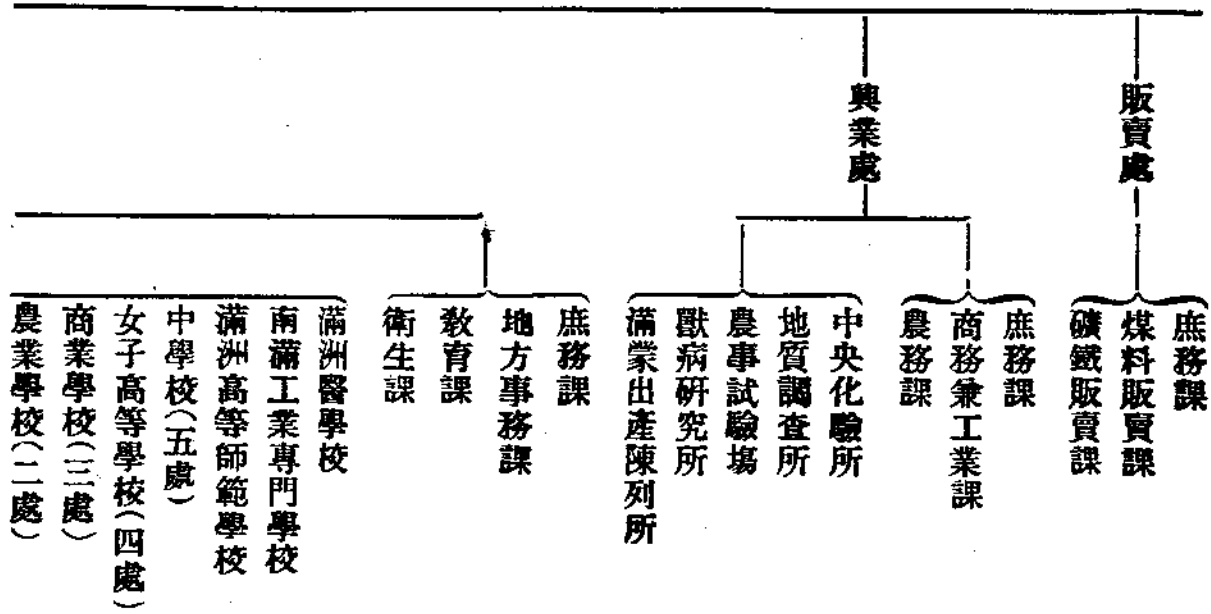 販賣處
庶務課
煤料販賣課
礦鐵販賣課
興業處
庶務課
商務兼工業課
農務課
中央化驗所
地質調查所
農事試驗場
獸病研究所
滿蒙出產陳列所
庶務課
地方事務課
教育課
衛生課
滿洲醫學校
南滿工業專門學校
滿洲高等師範學校
中學校(五處)
女子高等學校(四處)
商業學校(三處)
農業學校(二處)